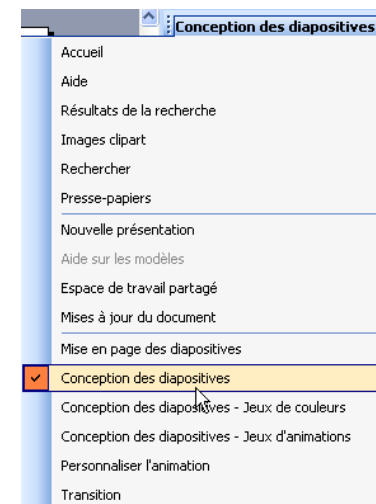 Conception des diapositives
Accueil
Aide
Résultats de la recherche
Images clipart
Rechercher
Presse-papiers
Nouvelle présentation
Aide sur les modèles
Espace de travail partagé
Mises à jour du document
Mise en page des diapositives
Conception des diapositives
Conception des diapositives - Jeux de couleurs
Conception des diapositives - Jeux d'animations
Personnaliser l'animation
Transition